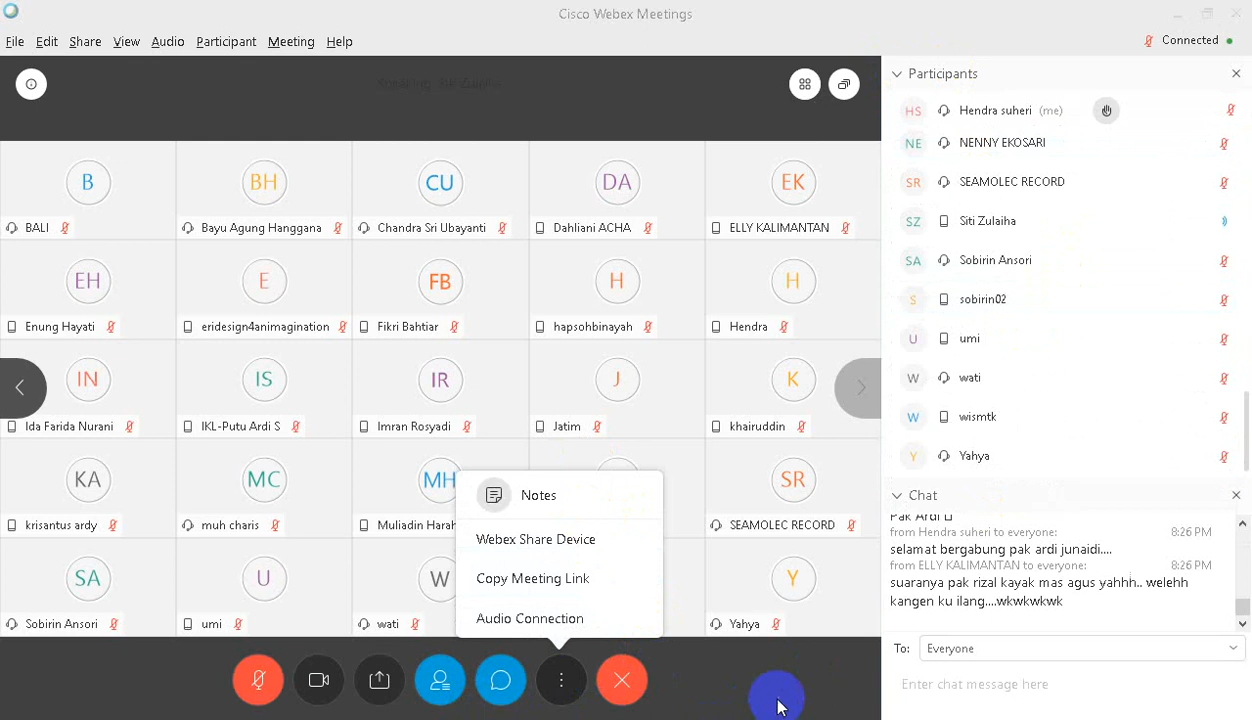 Cisco Webex Meetings
File Edit Share View Audio Participant Meeting Help
Connected
Speaking: Siti Zulaiha
Participants
HS Hendra suheri (me)
NE NENNY EKOSARI
SR SEAMOLEC RECORD
SZ Siti Zulaiha
SA Sobirin Ansori
S sobirin02
U umi
W wati
W wismtk
Y Yahya
B BH CU DA EK
BALI Bayu Agung Hanggana Chandra Sri Ubayanti Dahliani ACHA ELLY KALIMANTAN
EH E FB H H
Enung Hayati eridesign4animagination Fikri Bahtiar hapsohbinayah Hendra
IN IS IR J K
Ida Farida Nurani IKL-Putu Ardi S Imran Rosyadi Jatim khairuddin
KA MC MH SR
krisantus ardy muh charis Muliadin Harah SEAMOLEC RECORD
SA U W Y
Sobirin Ansori umi wati Yahya
Notes
Webex Share Device
Copy Meeting Link
Audio Connection
Chat
Pak Ardi
from Hendra suheri to everyone: 8:26 PM
selamat bergabung pak ardi junaidi....
from ELLY KALIMANTAN to everyone: 8:26 PM
suaranya pak rizal kayak mas agus yahhh.. welehh
kangen ku ilang....wkwkwkwk
To: Everyone
Enter chat message here